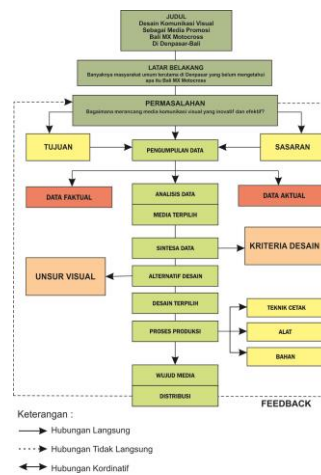 JUDUL
Desain Komunikasi Visual
Sebagai Media Promosi
Bali MX Motocross
Di Denpasar-Bali
LATAR BELAKANG
Banyaknya masyarakat umum terutama di Denpasar yang belum mengetahui
apa itu Bali MX Motocross
PERMASALAHAN
Bagaimana merancang media komunikasi visual yang inovatif dan efektif?
TUJUAN
PENGUMPULAN DATA
SASARAN
DATA FAKTUAL
ANALISIS DATA
DATA AKTUAL
MEDIA TERPILIH
SINTESA DATA
KRITERIA DESAIN
UNSUR VISUAL
ALTERNATIF DESAIN
DESAIN TERPILIH
TEKNIK CETAK
PROSES PRODUKSI
ALAT
BAHAN
WUJUD MEDIA
DISTRIBUSI
FEEDBACK
Keterangan :
Hubungan Langsung
Hubungan Tidak Langsung
Hubungan Kordinatif